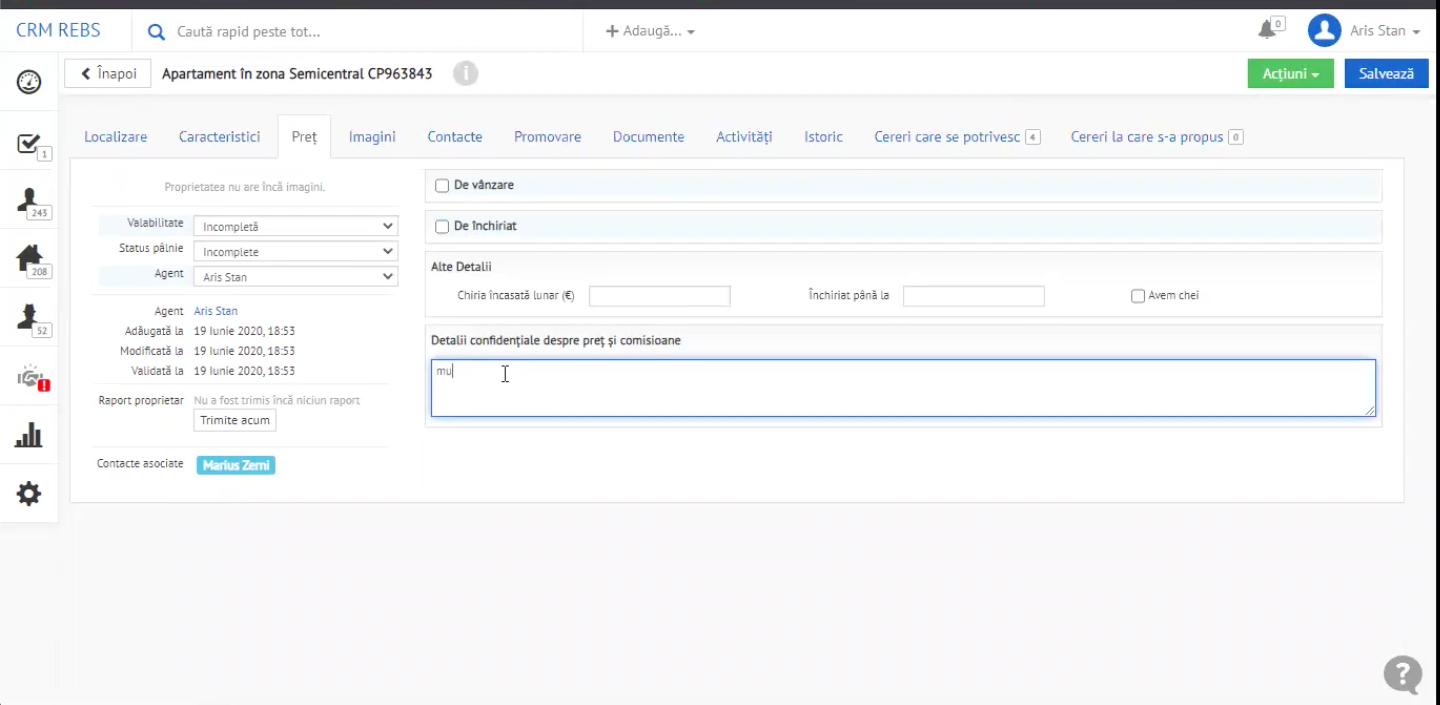 CRM REBS
Caută rapid peste tot...
Adaugă...
0
Aris Stan
Înapoi
Apartament în zona Semicentral CP963843
Acțiuni
Salvează
1
243
208
52
Localizare
Caracteristici
Preț
Imagini
Contacte
Promovare
Documente
Activități
Istoric
Cereri care se potrivesc 4
Cereri la care s-a propus 0
Proprietatea nu are încă imagini.
Valabilitate Incompletă
Status pâlnie Incomplete
Agent Aris Stan
Agent Aris Stan
Adăugată la 19 Iunie 2020, 18:53
Modificată la 19 Iunie 2020, 18:53
Validată la 19 Iunie 2020, 18:53
Raport proprietar Nu a fost trimis încă niciun raport
Trimite acum
Contacte asociate Marius Zemi
De vânzare
De închiriat
Alte Detalii
Chiria încasată lunar (€)
Închiriat până la
Avem chei
Detalii confidențiale despre preț și comisioane
mu
?